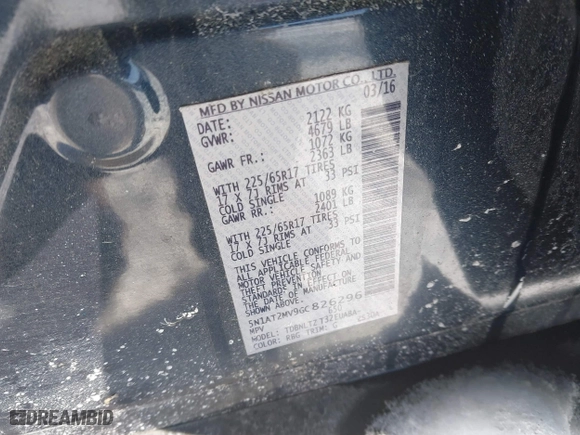 MFD BY NISSAN MOTOR CO., LTD.
DATE: 03/16
GVWR: 2122 KG
4679 LB
GAWR FR.: 1072 KG
2363 LB
WITH 225/65R17 TIRES
17 X 7J RIMS AT 33 PSI
COLD SINGLE
GAWR RR.: 1089 KG
2401 LB
WITH 225/65R17 TIRES
17 X 7J RIMS AT 33 PSI
COLD SINGLE
THIS VEHICLE CONFORMS TO
ALL APPLICABLE FEDERAL
MOTOR VEHICLE SAFETY AND
THEFT PREVENTION STANDARDS
IN EFFECT ON THE DATE OF
MANUFACTURE SHOWN ABOVE.
5N1AT2MV9GC826296
MPV
MODEL:
COLOR: TRIM: G
DREAMBID